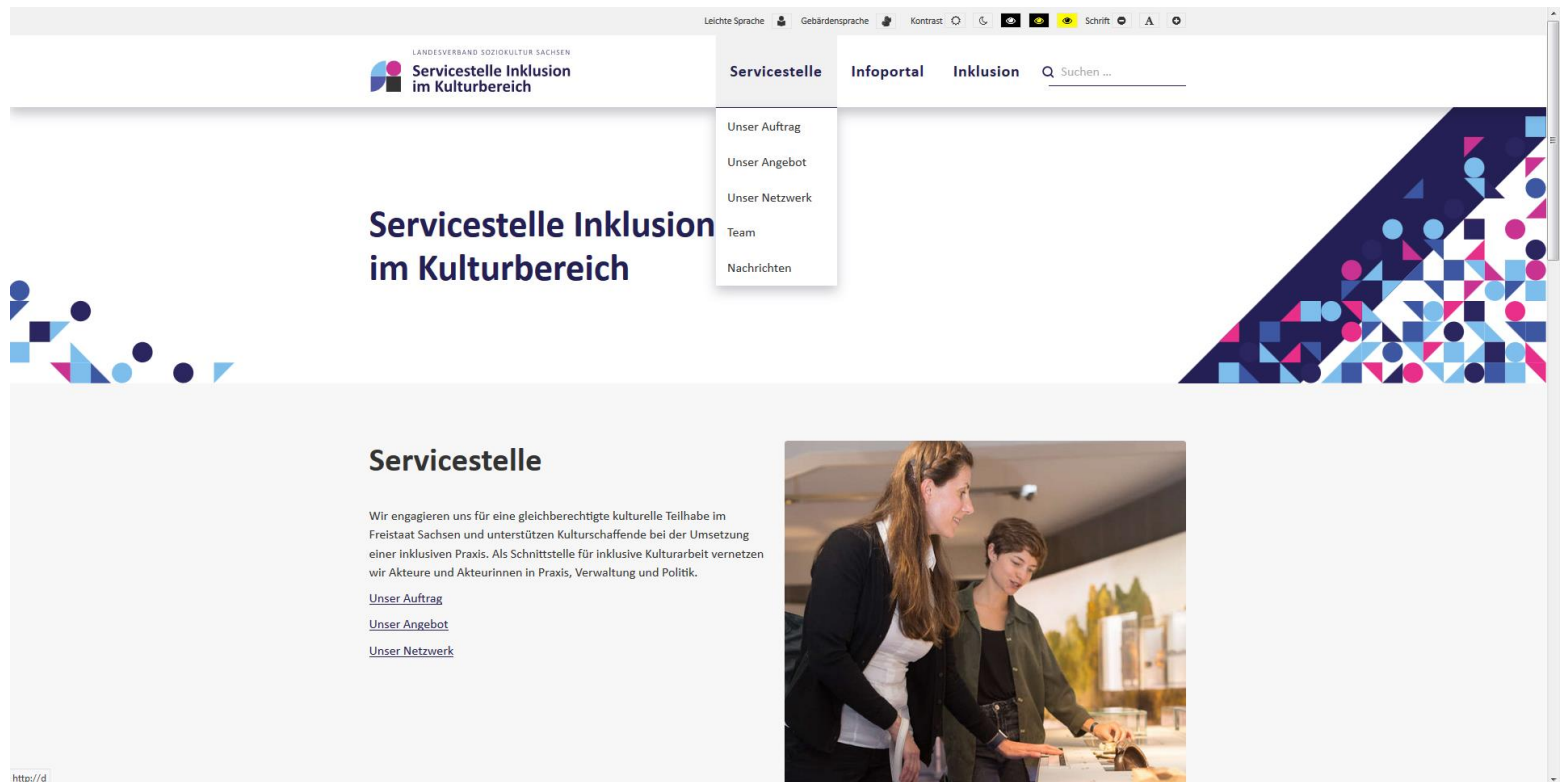 Leichte Sprache Gebärdensprache Kontrast Schrift A
LANDESVERBAND SOZIOKULTUR SACHSEN
Servicestelle Inklusion
im Kulturbereich
Servicestelle Infoportal Inklusion Suchen ...
Unser Auftrag
Unser Angebot
Unser Netzwerk
Team
Nachrichten
Servicestelle Inklusion
im Kulturbereich
Servicestelle
Wir engagieren uns für eine gleichberechtigte kulturelle Teilhabe im
Freistaat Sachsen und unterstützen Kulturschaffende bei der Umsetzung
einer inklusiven Praxis. Als Schnittstelle für inklusive Kulturarbeit vernetzen
wir Akteure und Akteurinnen in Praxis, Verwaltung und Politik.
Unser Auftrag
Unser Angebot
Unser Netzwerk
http://d